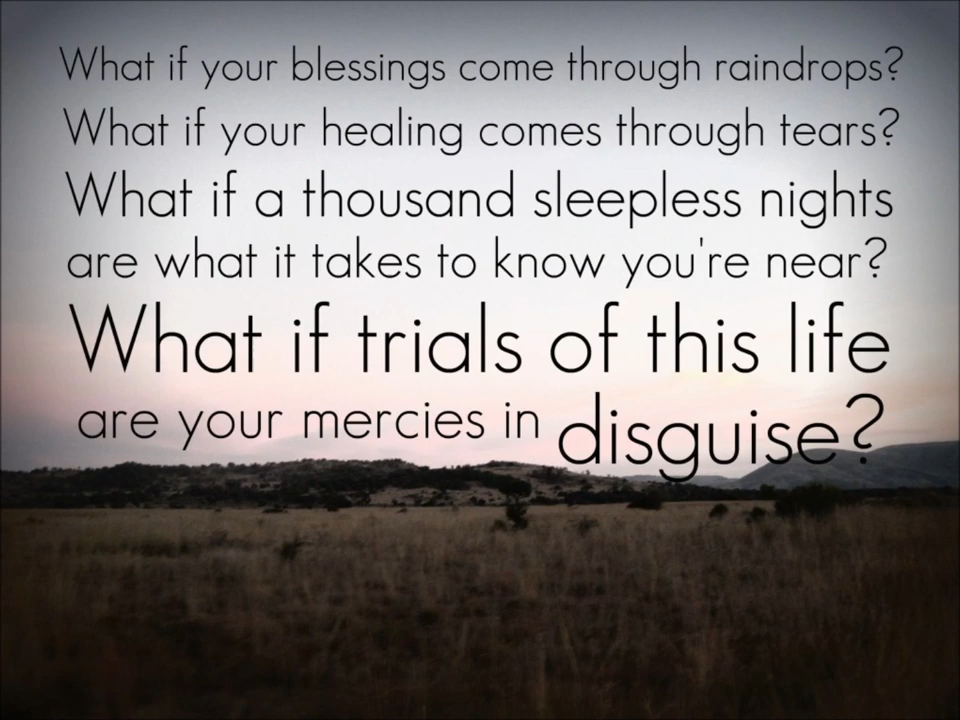 What if your blessings come through raindrops?
What if your healing comes through tears?
What if a thousand sleepless nights
are what it takes to know you're near?
What if trials of this life
are your mercies in disguise?